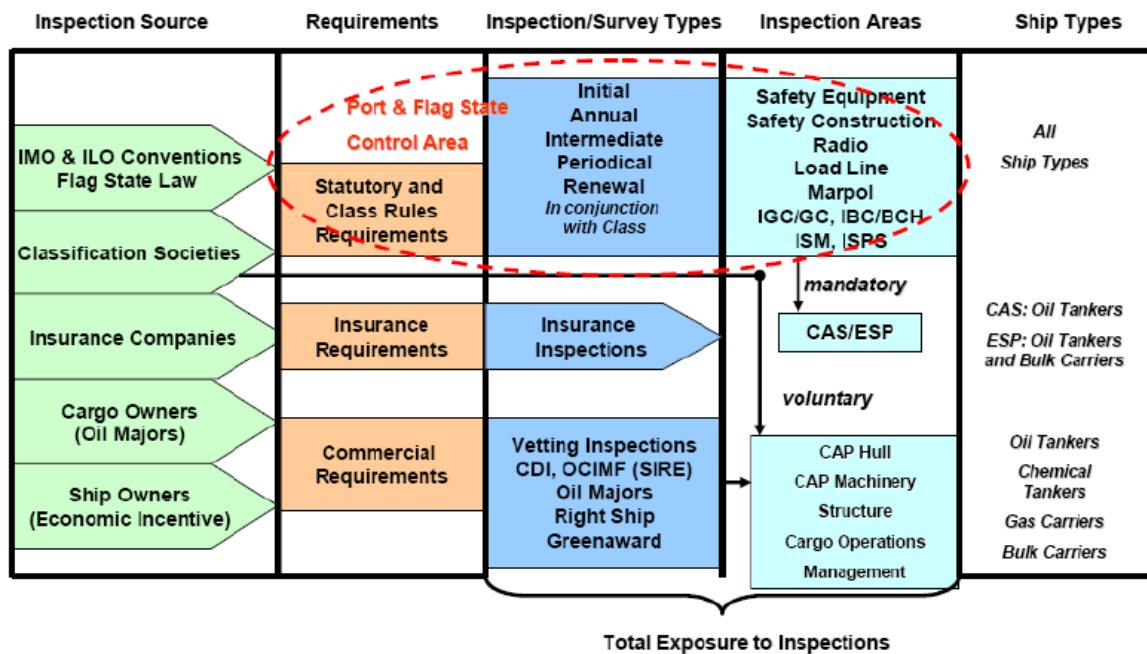 Inspection Source
Requirements
Inspection/Survey Types
Inspection Areas
Ship Types
IMO & ILO Conventions
Flag State Law
Classification Societies
Insurance Companies
Cargo Owners
(Oil Majors)
Ship Owners
(Economic Incentive)
Port & Flag State
Control Area
Statutory and
Class Rules
Requirements
Insurance
Requirements
Commercial
Requirements
Initial
Annual
Intermediate
Periodical
Renewal
In conjunction
with Class
Insurance
Inspections
Vetting Inspections
CDI, OCIMF (SIRE)
Oil Majors
Right Ship
Greenaward
Safety Equipment
Safety Construction
Radio
Load Line
Marpol
IGC/GC, IBC/BCH
ISM, ISPS
mandatory
CAS/ESP
voluntary
CAP Hull
CAP Machinery
Structure
Cargo Operations
Management
All
Ship Types
CAS: Oil Tankers
ESP: Oil Tankers
and Bulk Carriers
Oil Tankers
Chemical
Tankers
Gas Carriers
Bulk Carriers
Total Exposure to Inspections